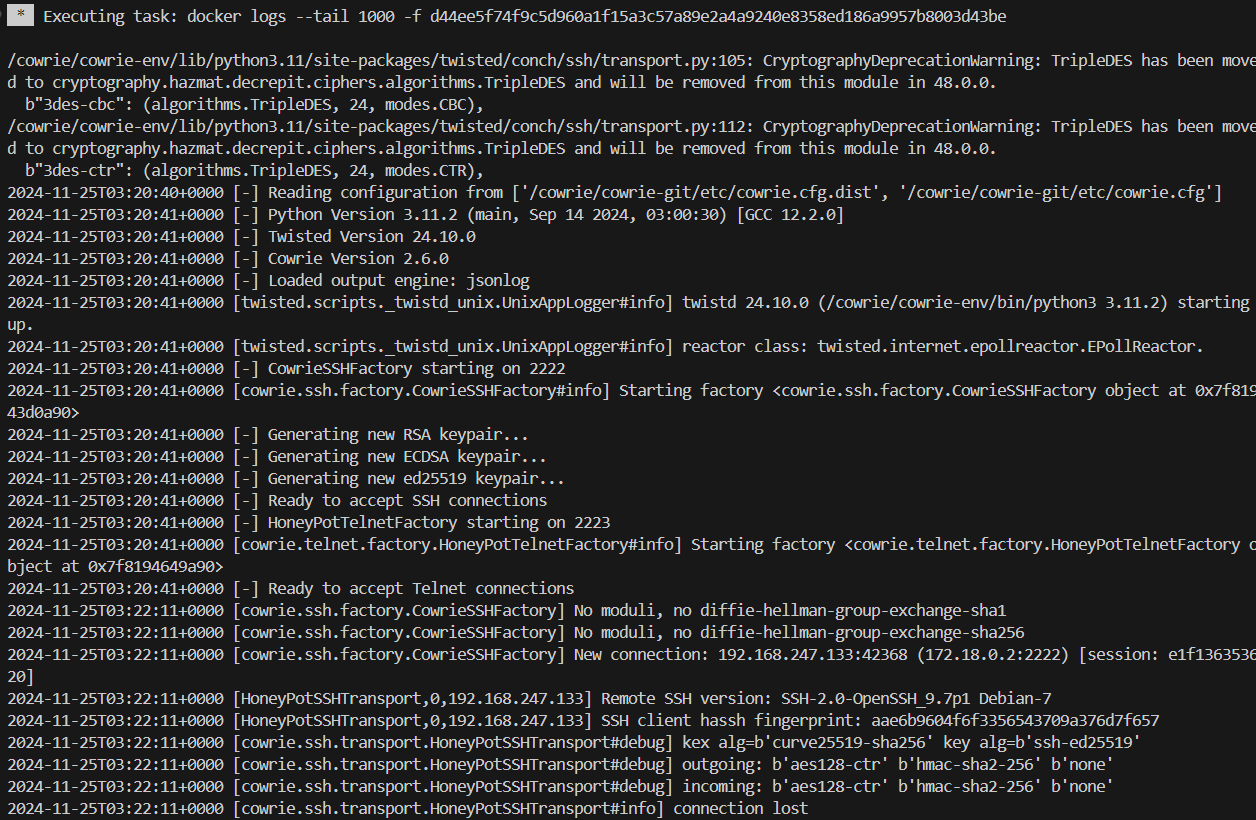 * Executing task: docker logs --tail 1000 -f d44ee5f74f9c5d960a1f15a3c57a89e2a4a9240e8358ed186a9957b8003d43be
/cowrie/cowrie-env/lib/python3.11/site-packages/twisted/conch/ssh/transport.py:105: CryptographyDeprecationWarning: TripleDES has been move
d to cryptography.hazmat.decrepit.ciphers.algorithms.TripleDES and will be removed from this module in 48.0.0.
b"3des-cbc": (algorithms.TripleDES, 24, modes.CBC),
/cowrie/cowrie-env/lib/python3.11/site-packages/twisted/conch/ssh/transport.py:112: CryptographyDeprecationWarning: TripleDES has been move
d to cryptography.hazmat.decrepit.ciphers.algorithms.TripleDES and will be removed from this module in 48.0.0.
b"3des-ctr": (algorithms.TripleDES, 24, modes.CTR),
2024-11-25T03:20:40+0000 [-] Reading configuration from ['/cowrie/cowrie-git/etc/cowrie.cfg.dist', '/cowrie/cowrie-git/etc/cowrie.cfg']
2024-11-25T03:20:41+0000 [-] Python Version 3.11.2 (main, Sep 14 2024, 03:00:30) [GCC 12.2.0]
2024-11-25T03:20:41+0000 [-] Twisted Version 24.10.0
2024-11-25T03:20:41+0000 [-] Cowrie Version 2.6.0
2024-11-25T03:20:41+0000 [-] Loaded output engine: jsonlog
2024-11-25T03:20:41+0000 [twisted.scripts._twistd_unix.UnixAppLogger#info] twistd 24.10.0 (/cowrie/cowrie-env/bin/python3 3.11.2) starting
up.
2024-11-25T03:20:41+0000 [twisted.scripts._twistd_unix.UnixAppLogger#info] reactor class: twisted.internet.epollreactor.EPollReactor.
2024-11-25T03:20:41+0000 [-] CowrieSSHFactory starting on 2222
2024-11-25T03:20:41+0000 [cowrie.ssh.factory.CowrieSSHFactory#info] Starting factory <cowrie.ssh.factory.CowrieSSHFactory object at 0x7f819
43d0a90>
2024-11-25T03:20:41+0000 [-] Generating new RSA keypair...
2024-11-25T03:20:41+0000 [-] Generating new ECDSA keypair...
2024-11-25T03:20:41+0000 [-] Generating new ed25519 keypair...
2024-11-25T03:20:41+0000 [-] Ready to accept SSH connections
2024-11-25T03:20:41+0000 [-] HoneyPotTelnetFactory starting on 2223
2024-11-25T03:20:41+0000 [cowrie.telnet.factory.HoneyPotTelnetFactory#info] Starting factory <cowrie.telnet.factory.HoneyPotTelnetFactory o
bject at 0x7f8194649a90>
2024-11-25T03:20:41+0000 [-] Ready to accept Telnet connections
2024-11-25T03:22:11+0000 [cowrie.ssh.factory.CowrieSSHFactory] No moduli, no diffie-hellman-group-exchange-sha1
2024-11-25T03:22:11+0000 [cowrie.ssh.factory.CowrieSSHFactory] No moduli, no diffie-hellman-group-exchange-sha256
2024-11-25T03:22:11+0000 [cowrie.ssh.factory.CowrieSSHFactory] New connection: 192.168.247.133:42368 (172.18.0.2:2222) [session: e1f1363536
20]
2024-11-25T03:22:11+0000 [HoneyPotSSHTransport,0,192.168.247.133] Remote SSH version: SSH-2.0-OpenSSH_9.7p1 Debian-7
2024-11-25T03:22:11+0000 [HoneyPotSSHTransport,0,192.168.247.133] SSH client hassh fingerprint: aae6b9604f6f3356543709a376d7f657
2024-11-25T03:22:11+0000 [cowrie.ssh.transport.HoneyPotSSHTransport#debug] kex alg=b'curve25519-sha256' key alg=b'ssh-ed25519'
2024-11-25T03:22:11+0000 [cowrie.ssh.transport.HoneyPotSSHTransport#debug] outgoing: b'aes128-ctr' b'hmac-sha2-256' b'none'
2024-11-25T03:22:11+0000 [cowrie.ssh.transport.HoneyPotSSHTransport#debug] incoming: b'aes128-ctr' b'hmac-sha2-256' b'none'
2024-11-25T03:22:11+0000 [cowrie.ssh.transport.HoneyPotSSHTransport#info] connection lost